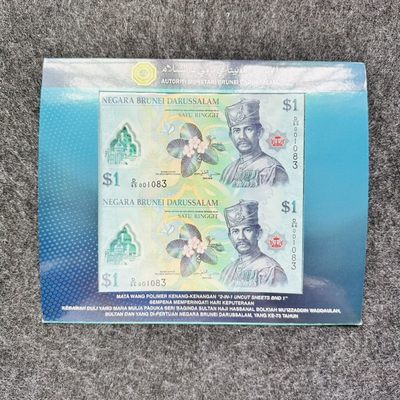 AUTORITI MONETARI BRUNEI DARUSSALAM
NEGARA BRUNEI DARUSSALAM
$1
SATU RINGGIT
001083
$1
001083
NEGARA BRUNEI DARUSSALAM
$1
SATU RINGGIT
001083
$1
001083
MATA WANG POLIMER KENANG-KENANGAN "2-IN-1 UNCUT SHEETS BND 1"
SEMPENA MEMPERINGATI HARI KEPUTERAAN
KEBAWAH DULI YANG MAHA MULIA PADUKA SERI BAGINDA SULTAN HAJI HASSANAL BOLKIAH MU'IZZADDIN WADDAULAH,
SULTAN DAN YANG DI-PERTUAN NEGARA BRUNEI DARUSSALAM, YANG KE-70 TAHUN